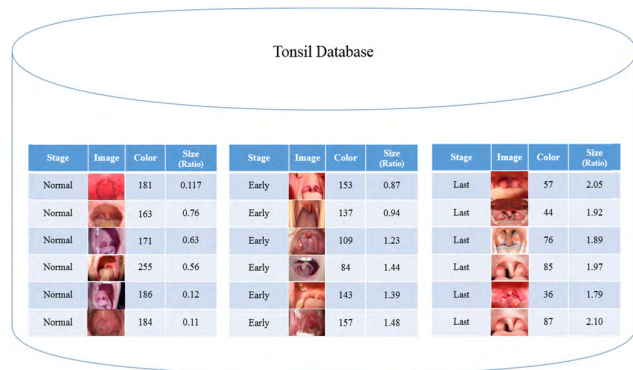 Tonsil Database
Stage Image Color Size (Ratio)
Normal 181 0.117
Normal 163 0.76
Normal 171 0.63
Normal 255 0.56
Normal 186 0.12
Normal 184 0.11
Stage Image Color Size (Ratio)
Early 153 0.87
Early 137 0.94
Early 109 1.23
Early 84 1.44
Early 143 1.39
Early 157 1.48
Stage Image Color Size (Ratio)
Last 57 2.05
Last 44 1.92
Last 76 1.89
Last 85 1.97
Last 36 1.79
Last 87 2.10